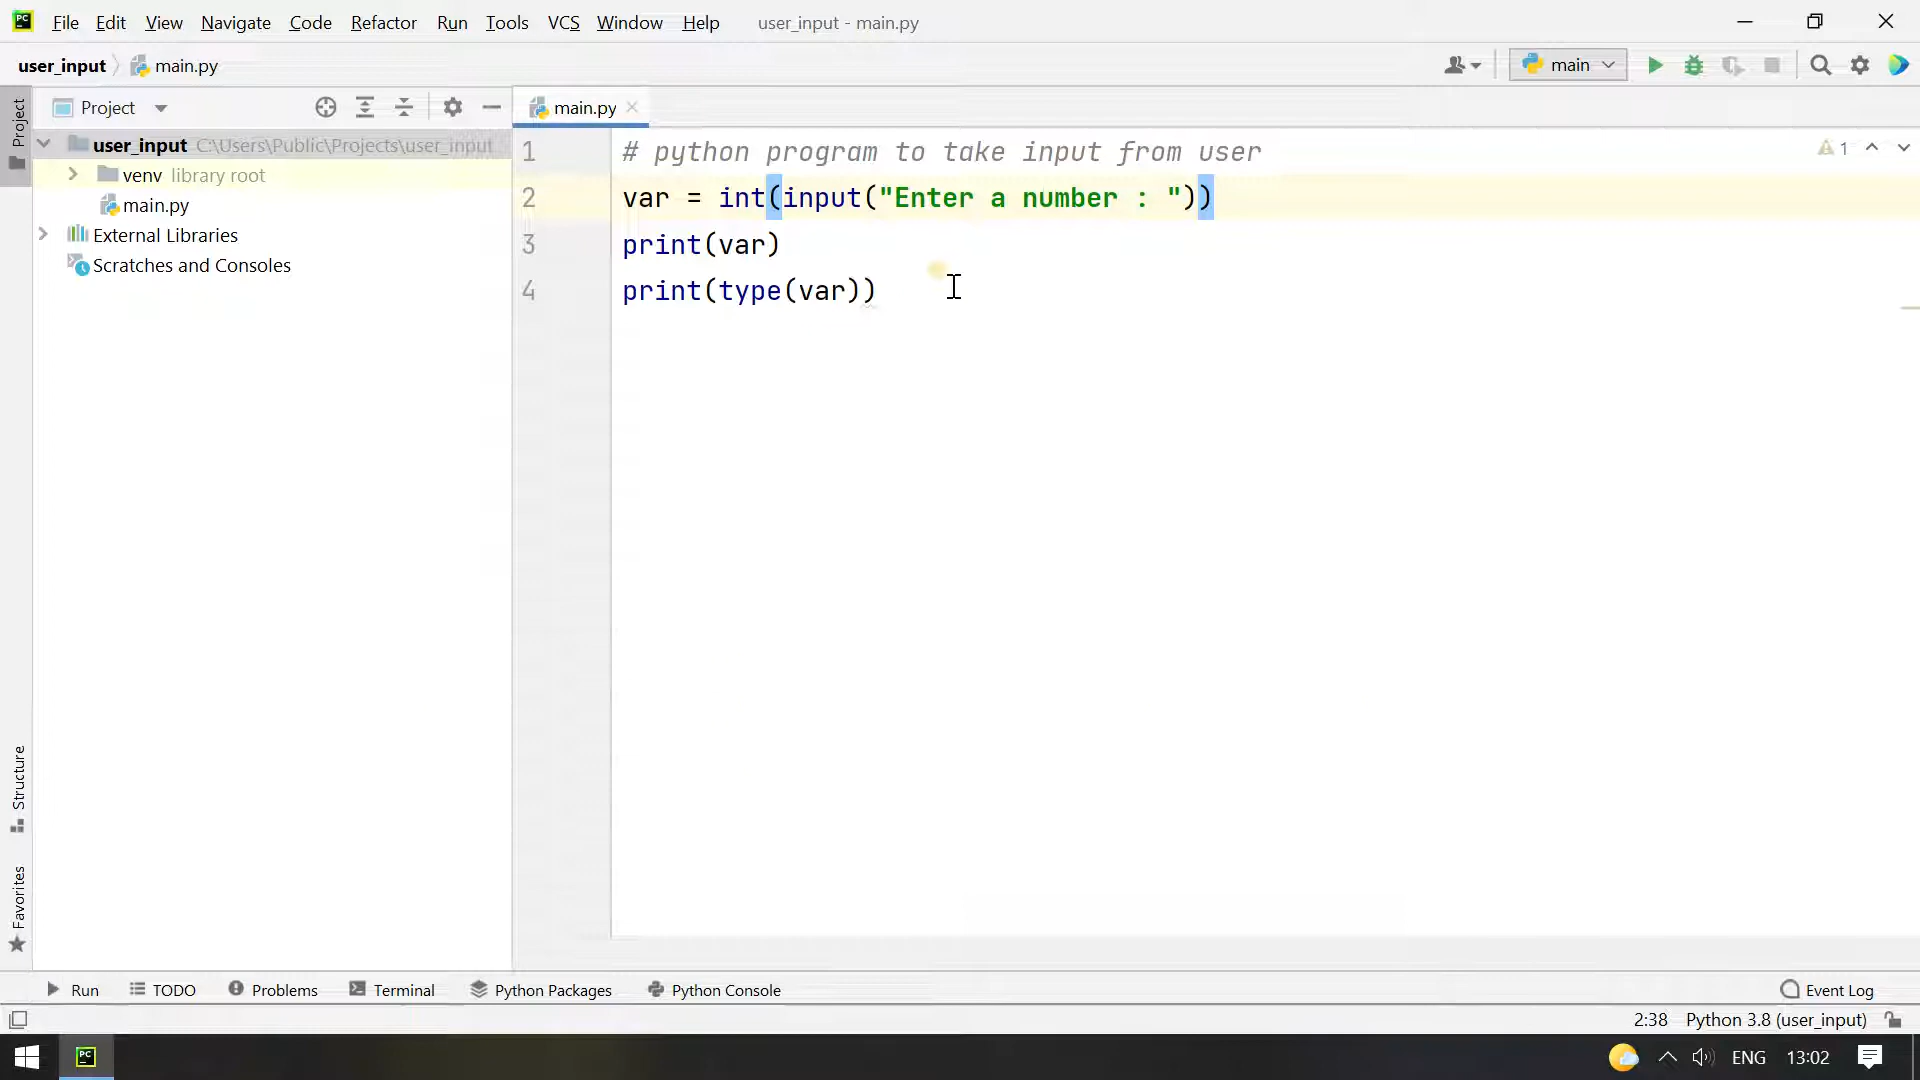 PC File Edit View Navigate Code Refactor Run Tools VCS Window Help user_input - main.py
user_input main.py main
Project main.py
Project
user_input C:\Users\Public\Projects\user_input
venv library root
main.py
External Libraries
Scratches and Consoles
1 # python program to take input from user
2 var = int(input("Enter a number : "))
3 print(var)
4 print(type(var))
1
Structure
Favorites
Run TODO Problems Terminal Python Packages Python Console Event Log
2:38 Python 3.8 (user_input)
PC ENG 13:02